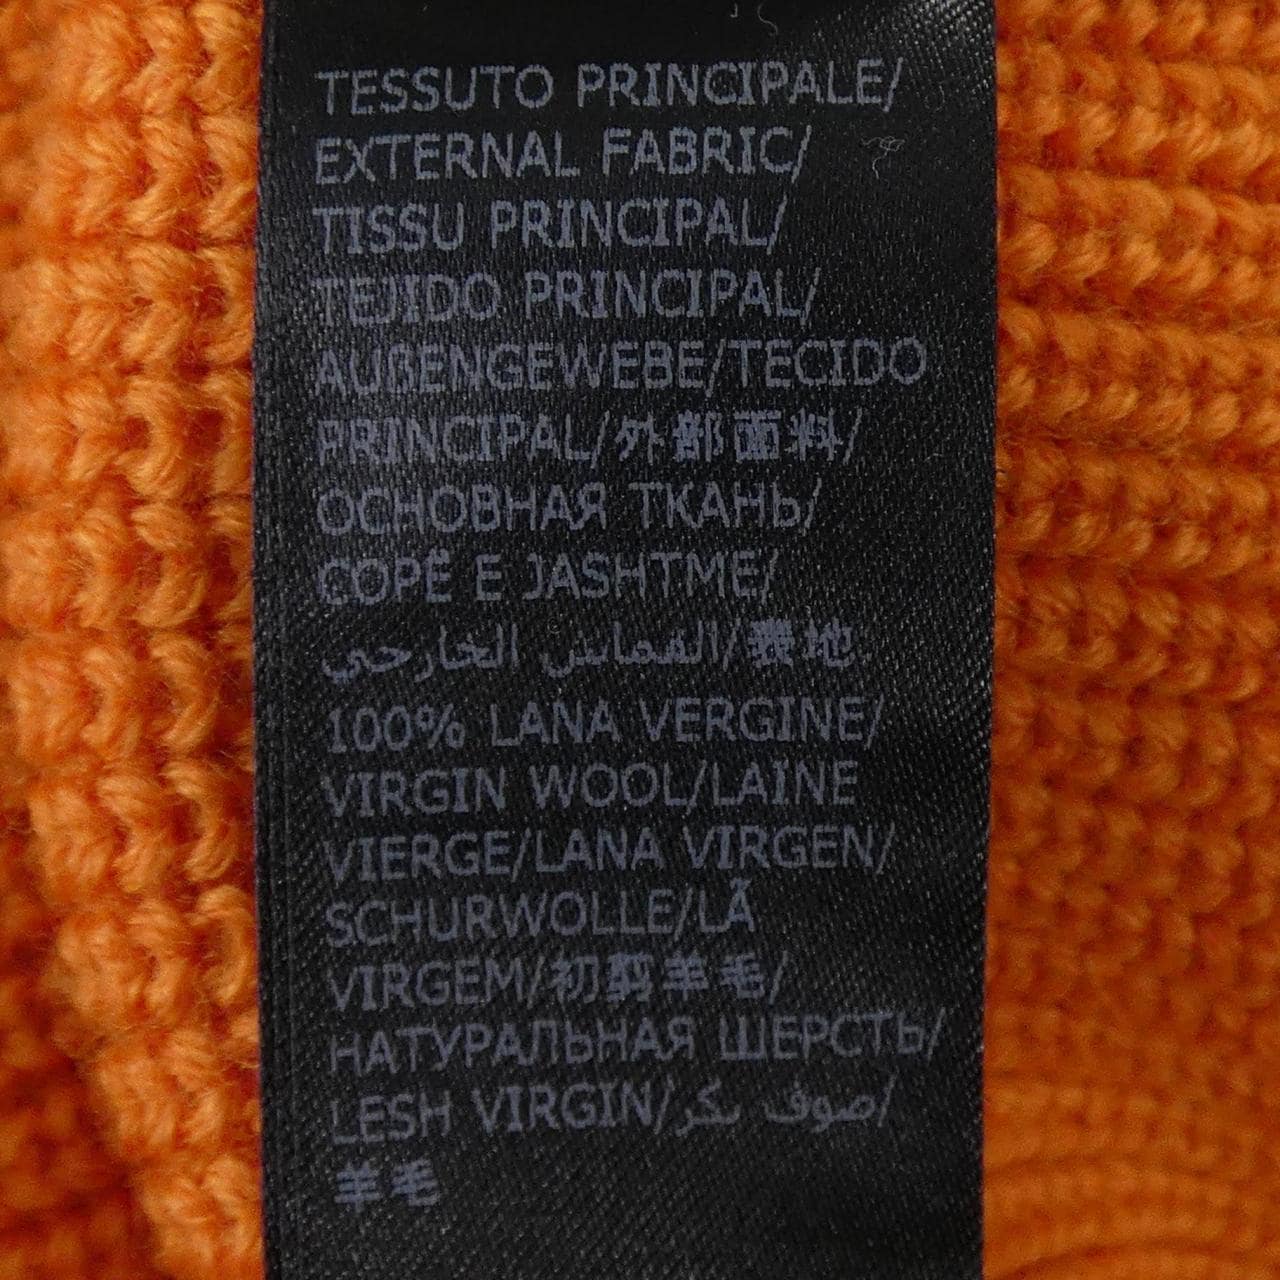 TESSUTO PRINCIPALE/
EXTERNAL FABRIC/
TISSU PRINCIPAL/
TEJIDO PRINCIPAL/
AUßENGEWEBE/TECIDO
PRINCIPAL/外部面料/
ОСНОВНАЯ ТКАНЬ/
COPË E JASHTME/
القماش الخارجي/表地
100% LANA VERGINE/
VIRGIN WOOL/LAINE
VIERGE/LANA VIRGEN/
SCHURWOLLE/LÃ
VIRGEM/初剪羊毛/
НАТУРАЛЬНАЯ ШЕРСТЬ/
LESH VIRGIN/صوف بكر/
羊毛